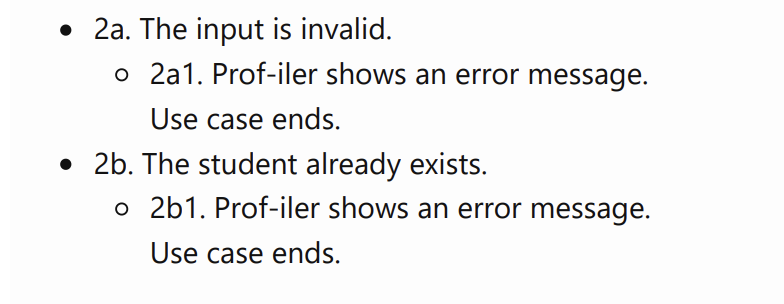 • 2a. The input is invalid.
○ 2a1. Prof-iler shows an error message.
Use case ends.
• 2b. The student already exists.
○ 2b1. Prof-iler shows an error message.
Use case ends.